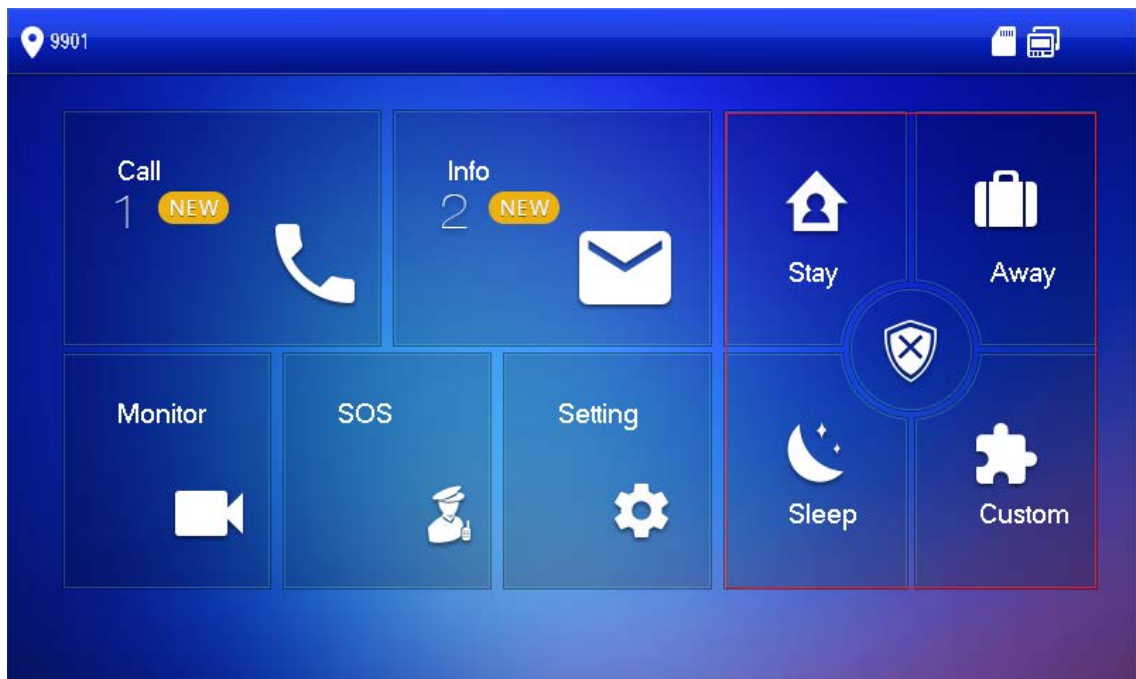 9901
Call
1 NEW
Info
2 NEW
Stay
Away
Monitor
SOS
Setting
Sleep
Custom